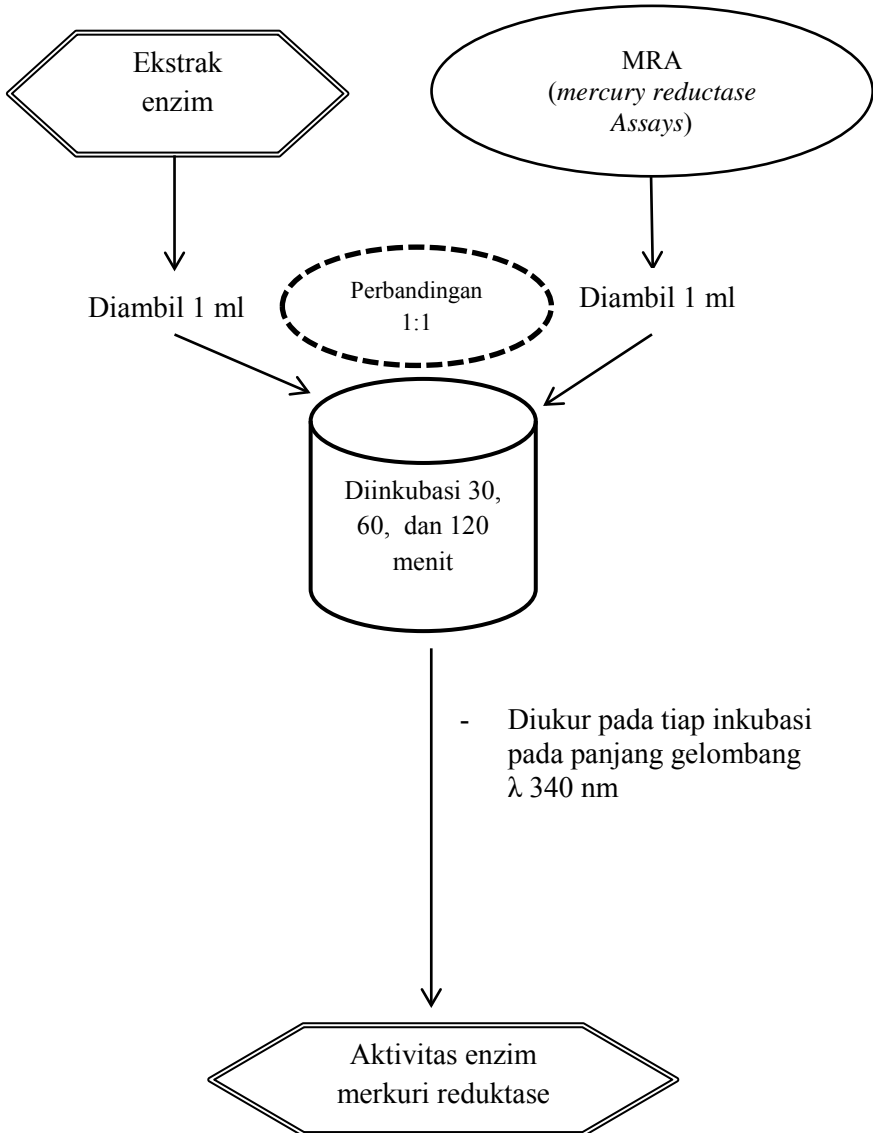 Ekstrak
enzim
MRA
(mercury reductase
Assays)
Diambil 1 ml
Perbandingan
1:1
Diambil 1 ml
Diinkubasi 30,
60, dan 120
menit
- Diukur pada tiap inkubasi
pada panjang gelombang
λ 340 nm
Aktivitas enzim
merkuri reduktase